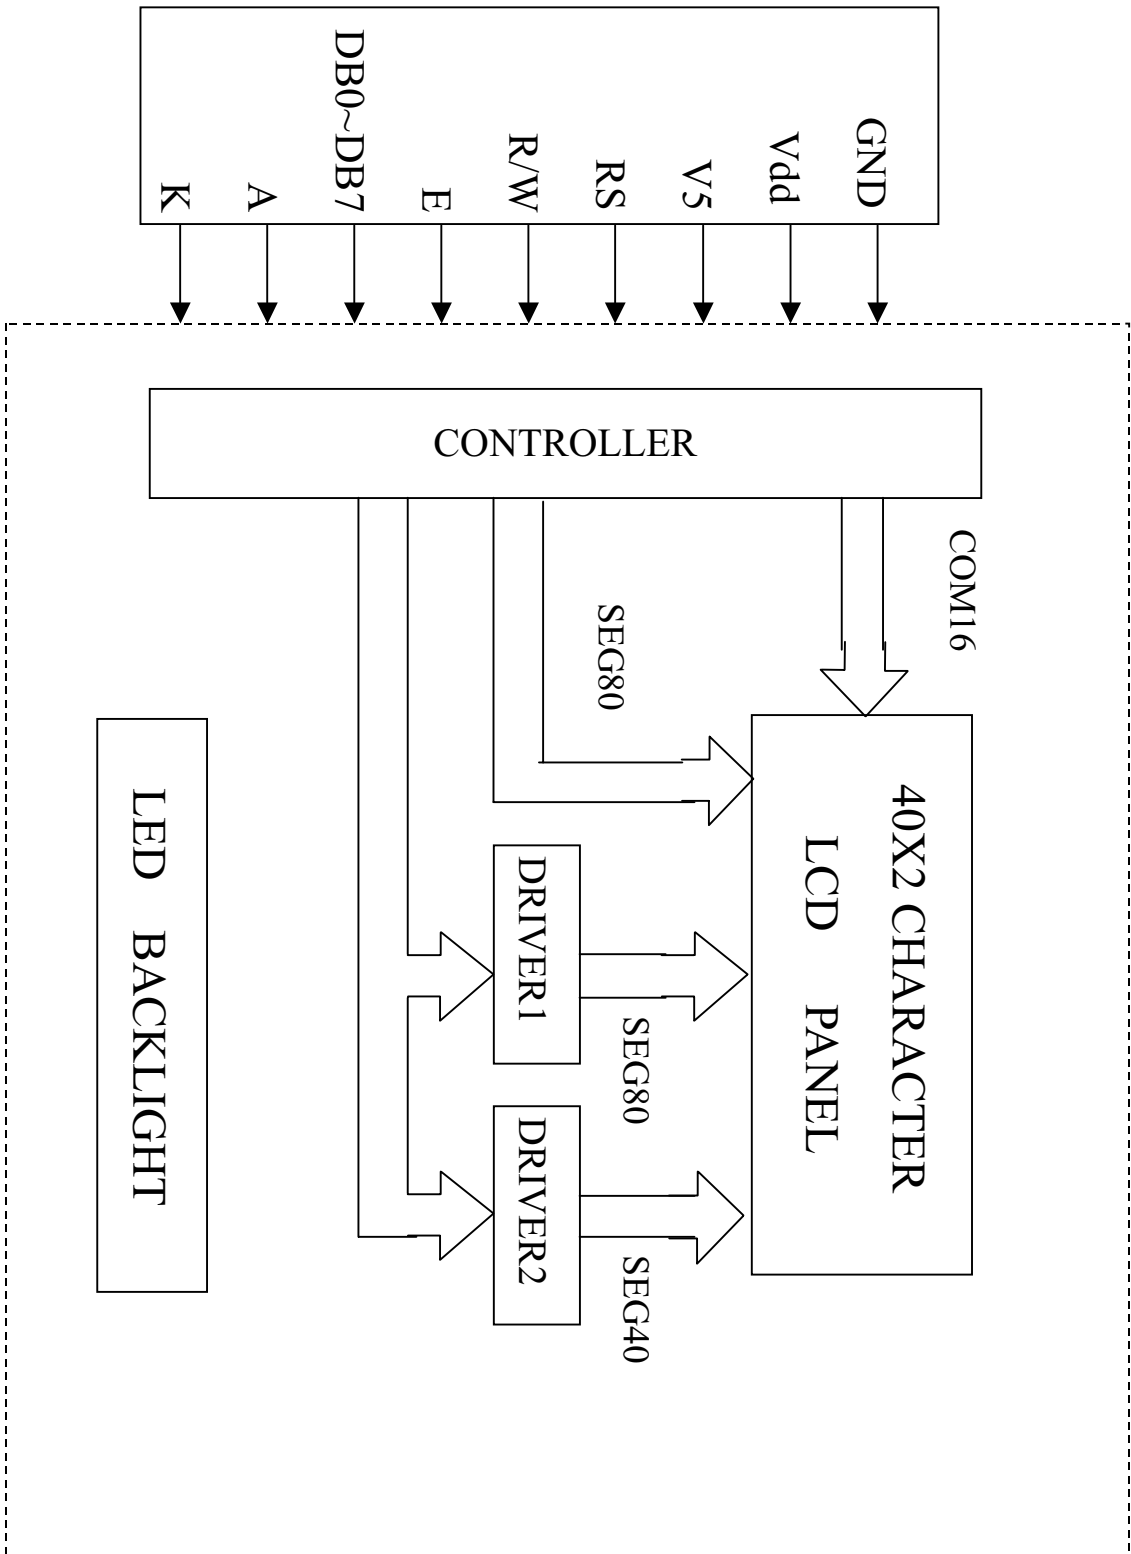 GND
Vdd
V5
RS
R/W
E
DB0~DB7
A
K
CONTROLLER
COM16
SEG80
40X2 CHARACTER
LCD PANEL
DRIVER1
SEG80
DRIVER2
SEG40
LED BACKLIGHT